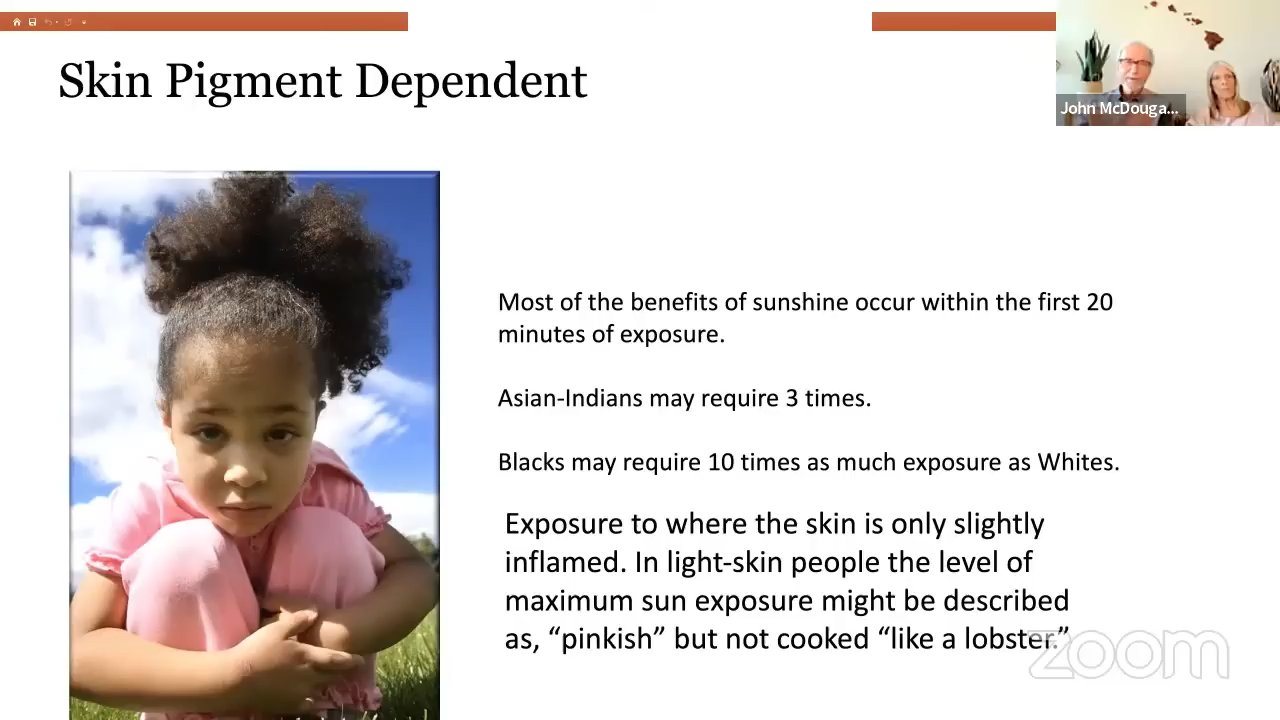 Skin Pigment Dependent
John McDouga...
Most of the benefits of sunshine occur within the first 20
minutes of exposure.
Asian-Indians may require 3 times.
Blacks may require 10 times as much exposure as Whites.
Exposure to where the skin is only slightly
inflamed. In light-skin people the level of
maximum sun exposure might be described
as, “pinkish” but not cooked “like a lobster.”
zoom